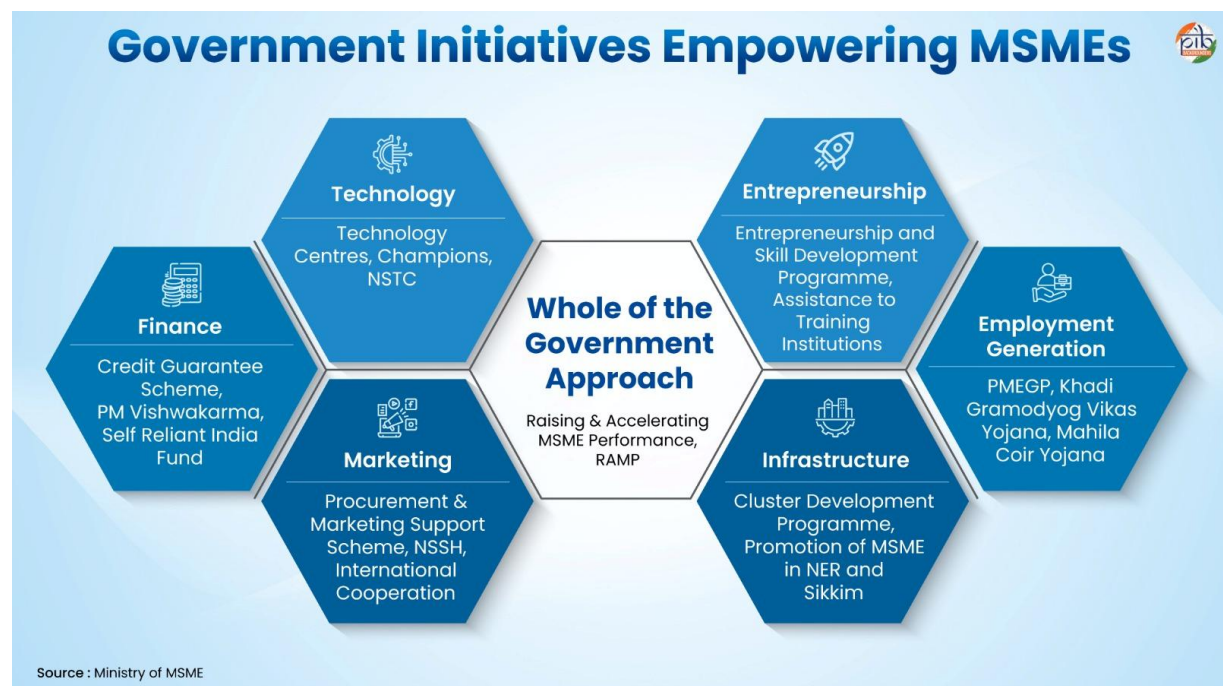 Government Initiatives Empowering MSMEs
pib
Technology
Technology
Centres, Champions,
NSTC
Entrepreneurship
Entrepreneurship and
Skill Development
Programme,
Assistance to
Training
Institutions
Finance
Credit Guarantee
Scheme,
PM Vishwakarma,
Self Reliant India
Fund
Whole of the
Government
Approach
Raising & Accelerating
MSME Performance,
RAMP
Employment
Generation
PMEGP, Khadi
Gramodyog Vikas
Yojana, Mahila
Coir Yojana
Marketing
Procurement &
Marketing Support
Scheme, NSSH,
International
Cooperation
Infrastructure
Cluster Development
Programme,
Promotion of MSME
in NER and
Sikkim
Source : Ministry of MSME